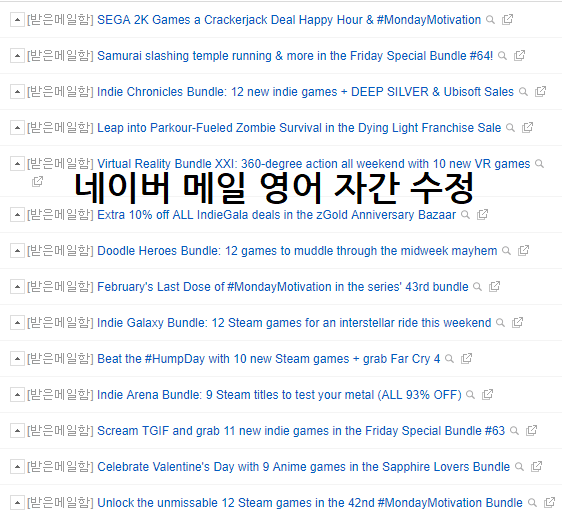 [받은메일함] SEGA 2K Games a Crackerjack Deal Happy Hour & #MondayMotivation
[받은메일함] Samurai slashing temple running & more in the Friday Special Bundle #64!
[받은메일함] Indie Chronicles Bundle: 12 new indie games + DEEP SILVER & Ubisoft Sales
[받은메일함] Leap into Parkour-Fueled Zombie Survival in the Dying Light Franchise Sale
[받은메일함] Virtual Reality Bundle XXI: 360-degree action all weekend with 10 new VR games
네이버 메일 영어 자간 수정
[받은메일함] Extra 10% off ALL IndieGala deals in the zGold Anniversary Bazaar
[받은메일함] Doodle Heroes Bundle: 12 games to muddle through the midweek mayhem
[받은메일함] February's Last Dose of #MondayMotivation in the series' 43rd bundle
[받은메일함] Indie Galaxy Bundle: 12 Steam games for an interstellar ride this weekend
[받은메일함] Beat the #HumpDay with 10 new Steam games + grab Far Cry 4
[받은메일함] Indie Arena Bundle: 9 Steam titles to test your metal (ALL 93% OFF)
[받은메일함] Scream TGIF and grab 11 new indie games in the Friday Special Bundle #63
[받은메일함] Celebrate Valentine's Day with 9 Anime games in the Sapphire Lovers Bundle
[받은메일함] Unlock the unmissable 12 Steam games in the 42nd #MondayMotivation Bundle